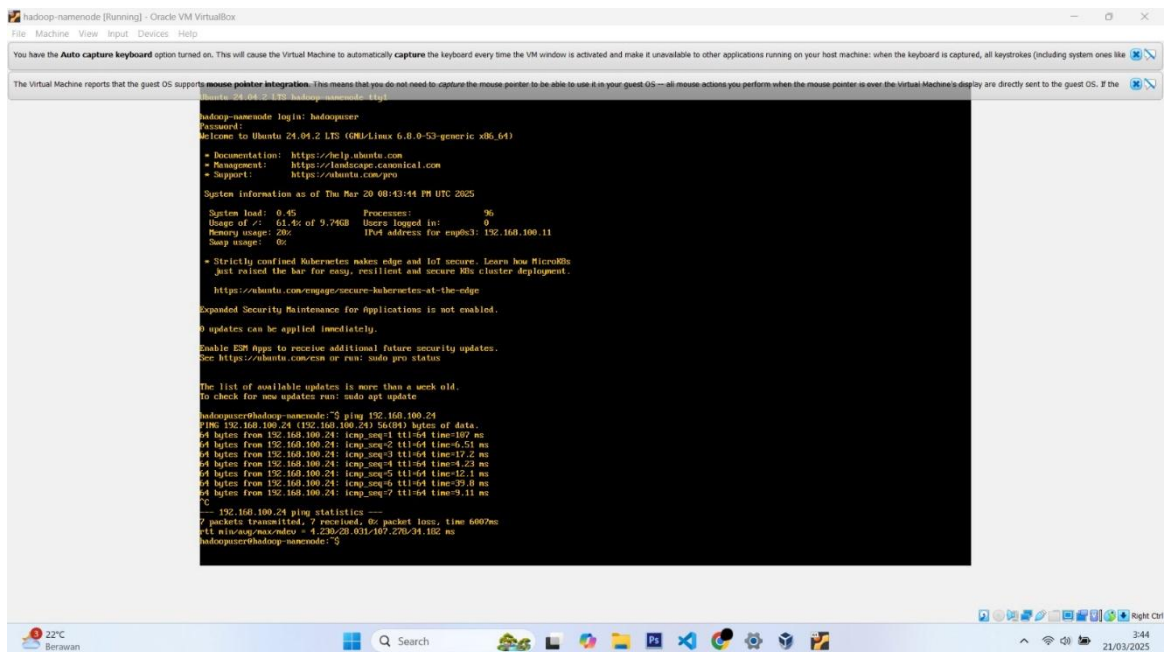 hadoop-namenode [Running] - Oracle VM VirtualBox
File Machine View Input Devices Help
You have the Auto capture keyboard option turned on. This will cause the Virtual Machine to automatically capture the keyboard every time the VM window is activated and make it unavailable to other applications running on your host machine: when the keyboard is captured, all keystrokes (including system ones like
The Virtual Machine reports that the guest OS supports mouse pointer integration. This means that you do not need to capture the mouse pointer to be able to use it in your guest OS -- all mouse actions you perform when the mouse pointer is over the Virtual Machine's display are directly sent to the guest OS. If the
Ubuntu 24.04.2 LTS hadoop-namenode tty1
hadoop-namenode login: hadoopuser
Password:
Welcome to Ubuntu 24.04.2 LTS (GNU/Linux 6.8.0-53-generic x86_64)
* Documentation: https://help.ubuntu.com
* Management: https://landscape.canonical.com
* Support: https://ubuntu.com/pro
System information as of Thu Mar 20 08:43:44 PM UTC 2025
System load: 0.45 Processes: 96
Usage of /: 61.4% of 9.74GB Users logged in: 0
Memory usage: 20% IPv4 address for enp0s3: 192.168.100.11
Swap usage: 0%
* Strictly confined Kubernetes makes edge and IoT secure. Learn how MicroK8s
just raised the bar for easy, resilient and secure K8s cluster deployment.
https://ubuntu.com/engage/secure-kubernetes-at-the-edge
Expanded Security Maintenance for Applications is not enabled.
0 updates can be applied immediately.
Enable ESM Apps to receive additional future security updates.
See https://ubuntu.com/esm or run: sudo pro status
The list of available updates is more than a week old.
To check for new updates run: sudo apt update
hadoopuser@hadoop-namenode:~$ ping 192.168.100.24
PING 192.168.100.24 (192.168.100.24) 56(84) bytes of data.
64 bytes from 192.168.100.24: icmp_seq=1 ttl=64 time=107 ms
64 bytes from 192.168.100.24: icmp_seq=2 ttl=64 time=6.51 ms
64 bytes from 192.168.100.24: icmp_seq=3 ttl=64 time=17.2 ms
64 bytes from 192.168.100.24: icmp_seq=4 ttl=64 time=4.23 ms
64 bytes from 192.168.100.24: icmp_seq=5 ttl=64 time=12.1 ms
64 bytes from 192.168.100.24: icmp_seq=6 ttl=64 time=39.8 ms
64 bytes from 192.168.100.24: icmp_seq=7 ttl=64 time=9.11 ms
^C
--- 192.168.100.24 ping statistics ---
7 packets transmitted, 7 received, 0% packet loss, time 6007ms
rtt min/avg/max/mdev = 4.230/28.031/107.278/34.182 ms
hadoopuser@hadoop-namenode:~$
Right Ctrl
3
22°C
Berawan
Search
Ps
3:44
21/03/2025